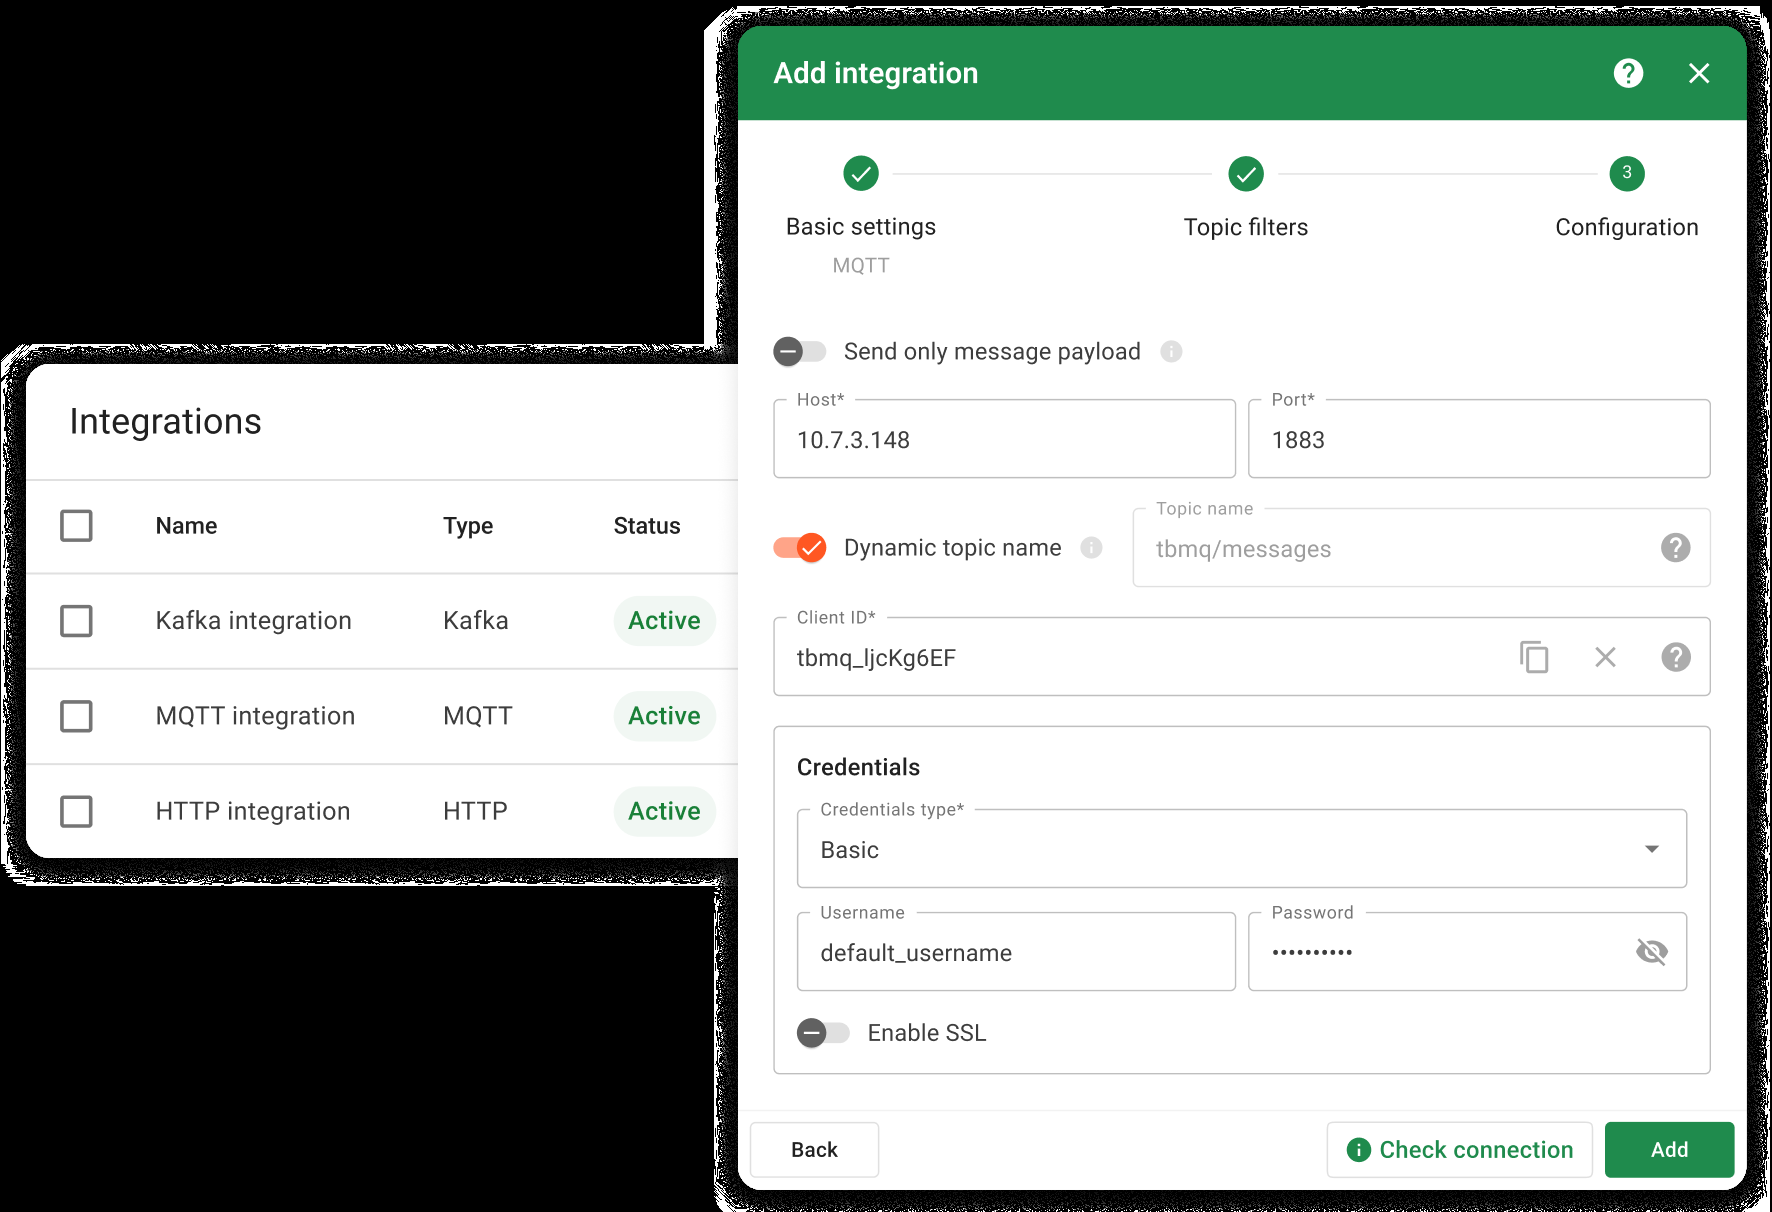 Integrations
Name Type Status
Kafka integration Kafka Active
MQTT integration MQTT Active
HTTP integration HTTP Active
Add integration
3
Basic settings Topic filters Configuration
MQTT
Send only message payload
Host* Port*
10.7.3.148 1883
Topic name
Dynamic topic name tbmq/messages
Client ID*
tbmq_ljcKg6EF
Credentials
Credentials type*
Basic
Username Password
default_username ••••••••••
Enable SSL
Back Check connection Add